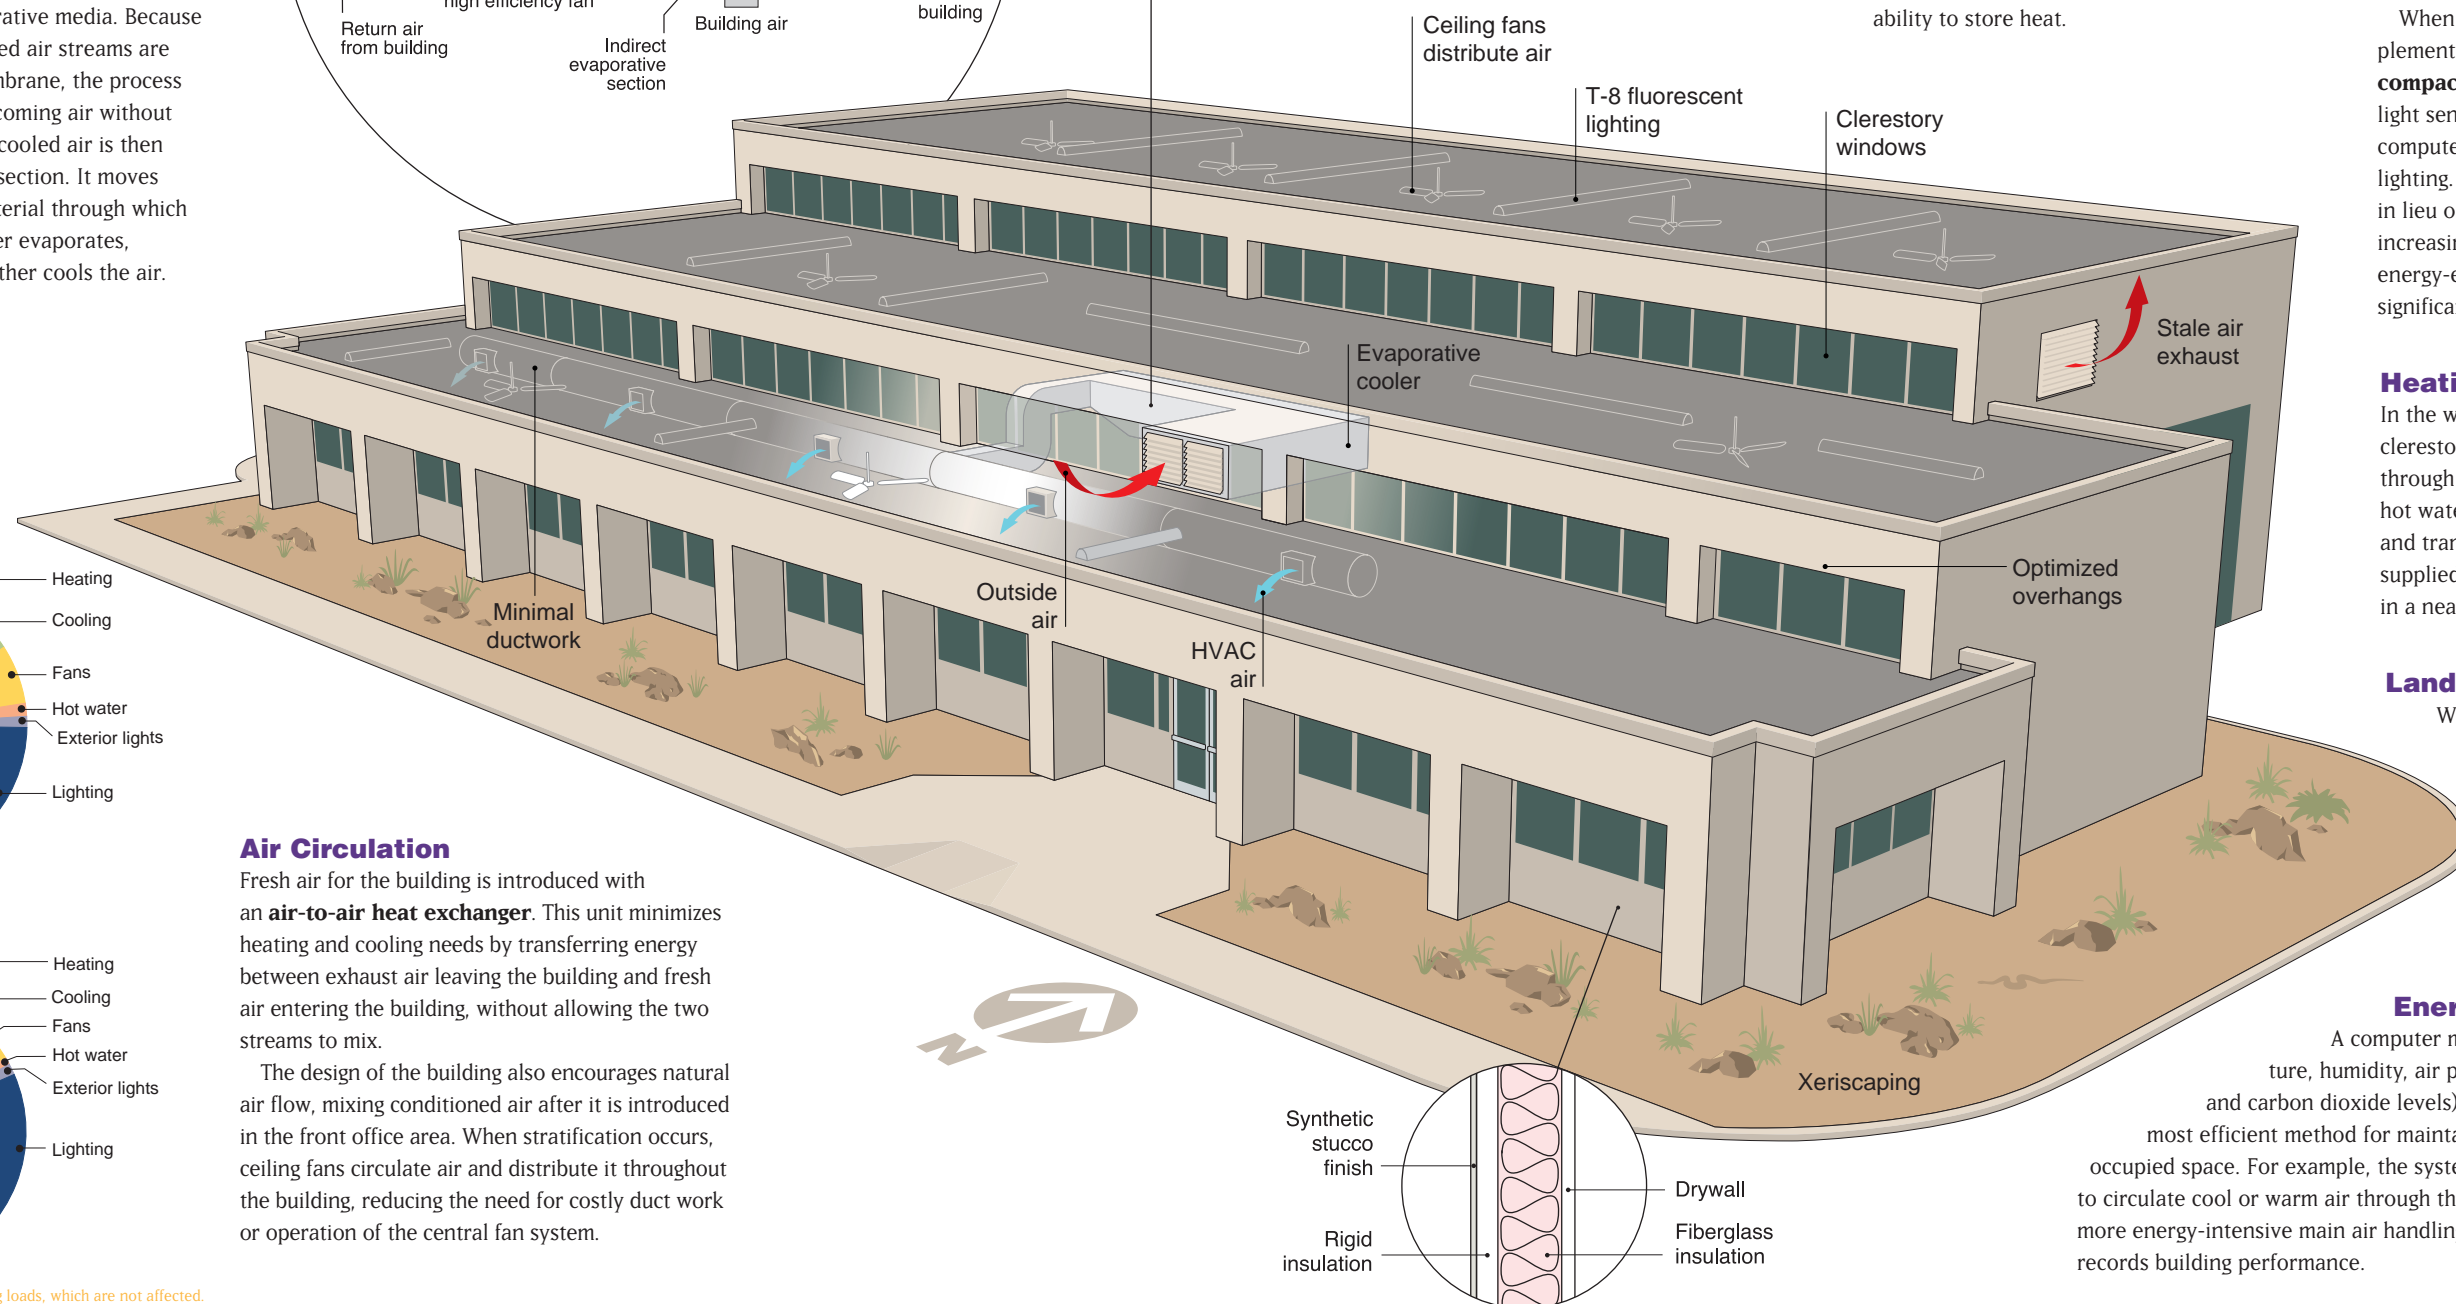 rative media. Because
ed air streams are
nbrane, the process
coming air without
cooled air is then
section. It moves
terial through which
er evaporates,
ther cools the air.
high efficiency fan
Return air
from building
Indirect
evaporative
section
Building air
building
Ceiling fans
distribute air
T-8 fluorescent
lighting
Clerestory
windows
ability to store heat.
Evaporative
cooler
Stale air
exhaust
Optimized
overhangs
Minimal
ductwork
Outside
air
HVAC
air
Xeriscaping
Heating
Cooling
Fans
Hot water
Exterior lights
Lighting
Heating
Cooling
Fans
Hot water
Exterior lights
Lighting
Air Circulation
Fresh air for the building is introduced with
an air-to-air heat exchanger. This unit minimizes
heating and cooling needs by transferring energy
between exhaust air leaving the building and fresh
air entering the building, without allowing the two
streams to mix.
The design of the building also encourages natural
air flow, mixing conditioned air after it is introduced
in the front office area. When stratification occurs,
ceiling fans circulate air and distribute it throughout
the building, reducing the need for costly duct work
or operation of the central fan system.
g loads, which are not affected.
N
Synthetic
stucco
finish
Rigid
insulation
Drywall
Fiberglass
insulation
When
plement
compac
light sen
compute
lighting.
in lieu o
increasin
energy-e
significa
Heati
In the w
cleresto
through
hot wate
and tran
supplied
in a nea
Land
W
Ener
A computer m
ture, humidity, air p
and carbon dioxide levels)
most efficient method for mainta
occupied space. For example, the syste
to circulate cool or warm air through th
more energy-intensive main air handlin
records building performance.